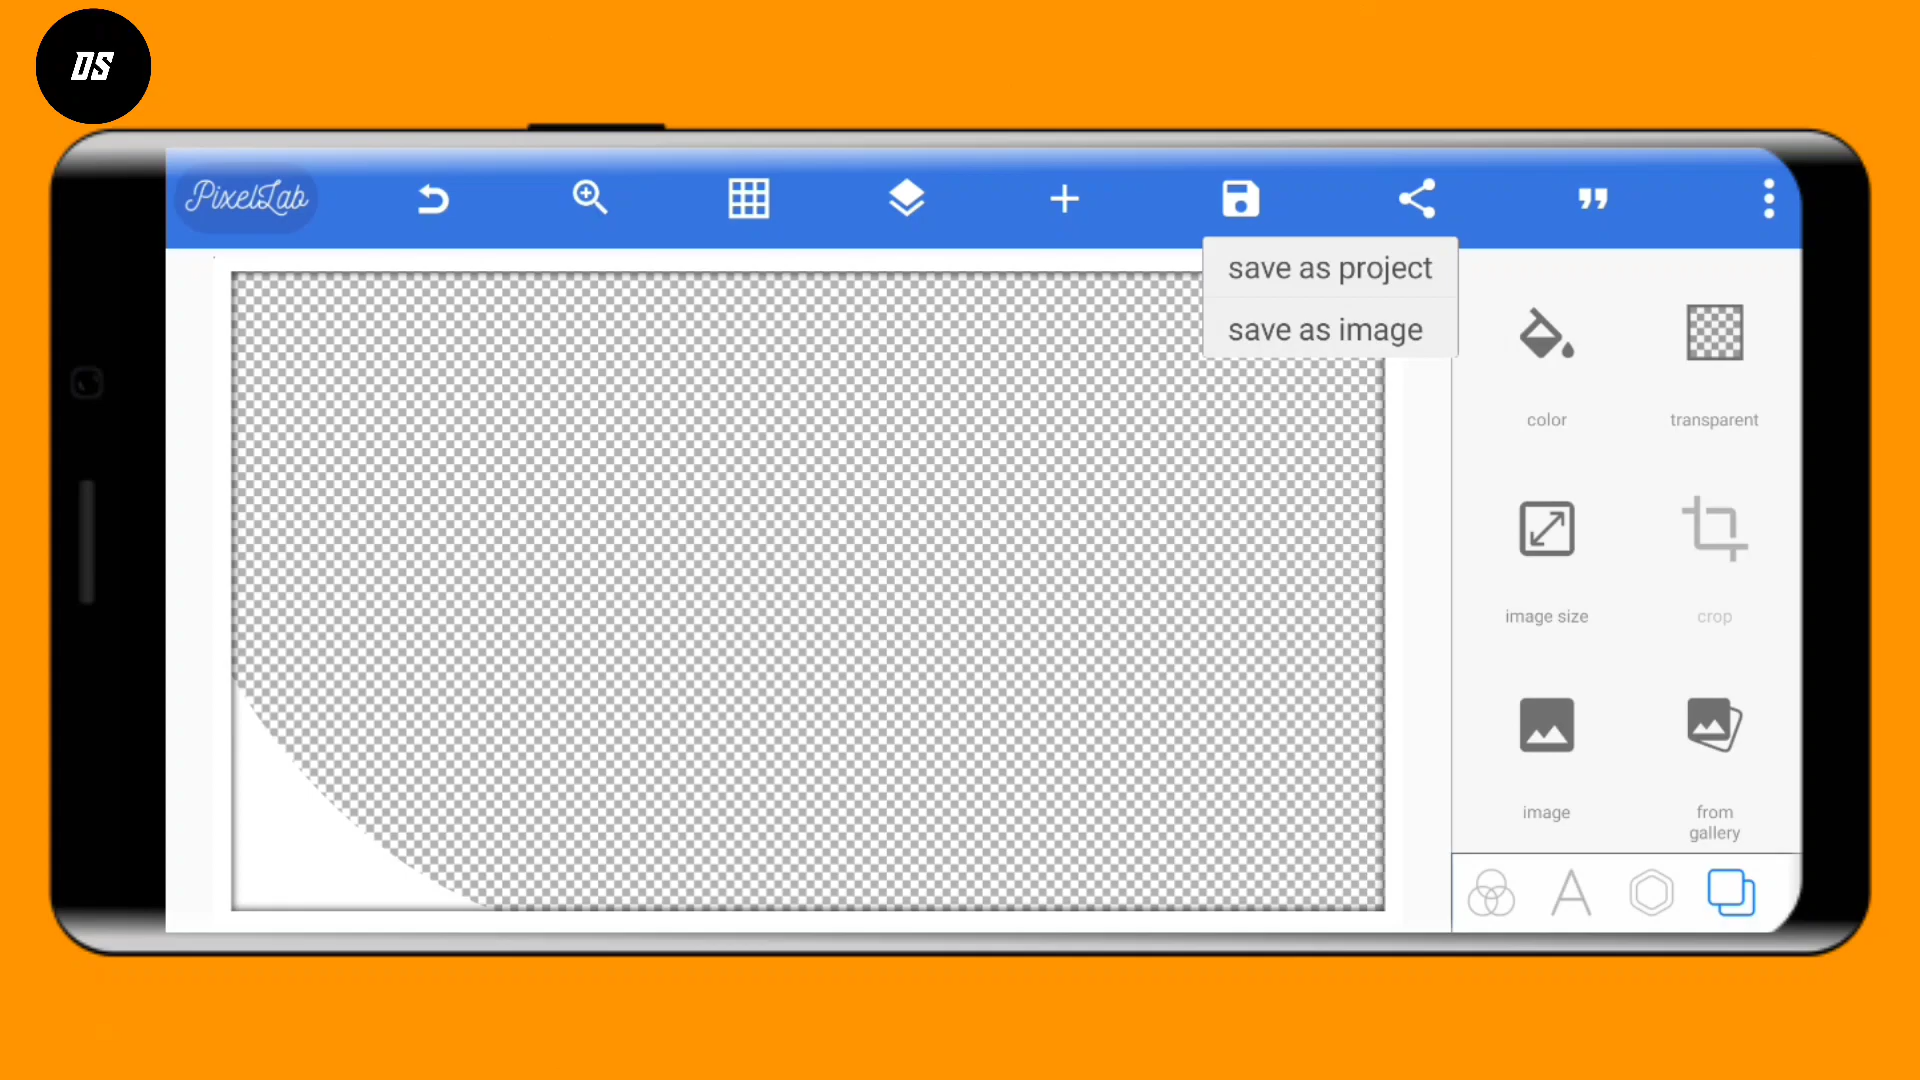 DS
PixelLab
save as project
save as image
color
transparent
image size
crop
image
from
gallery